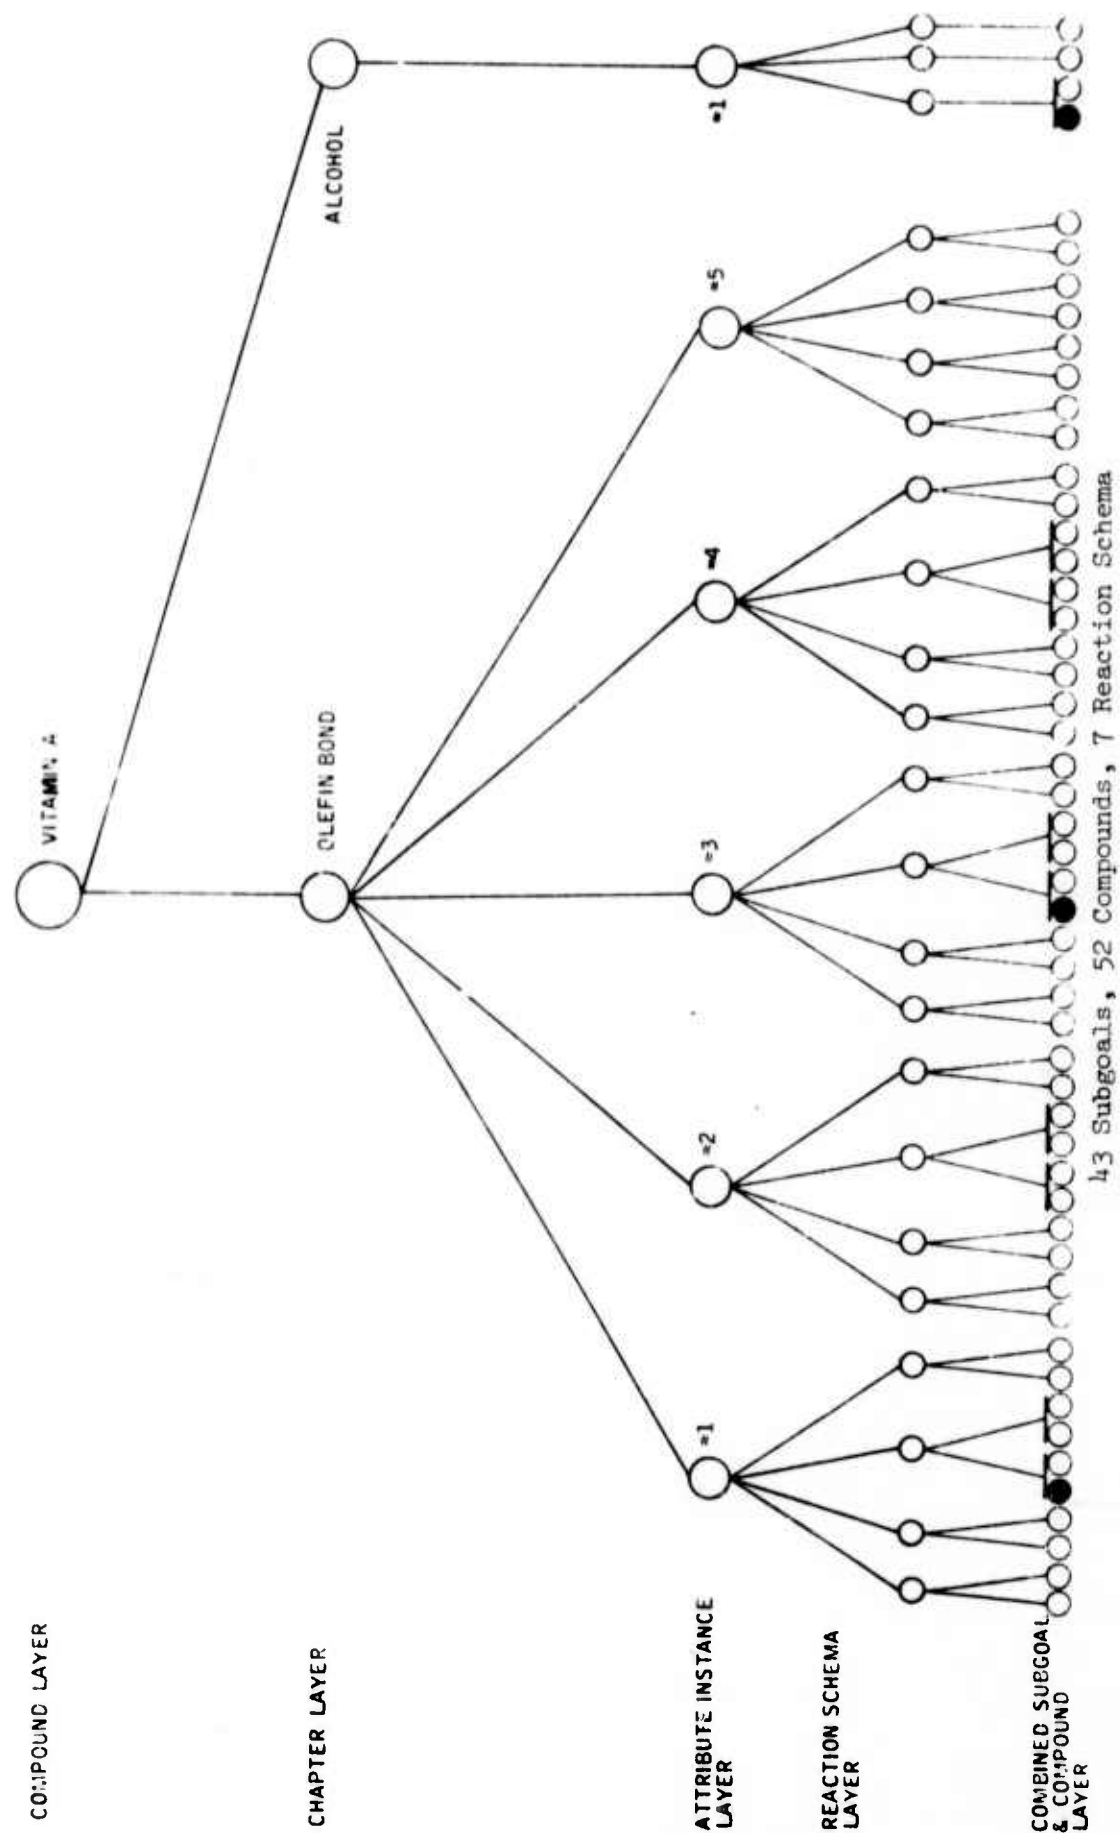 COMPOUND LAYER
VITAMIN A
CHAPTER LAYER
OLEFIN BOND
ALCOHOL
ATTRIBUTE INSTANCE
LAYER
=1
=2
=3
=4
=5
=1
REACTION SCHEMA
LAYER
COMBINED SUBGOAL
& COMPOUND
LAYER
43 Subgoals, 52 Compounds, 7 Reaction Schema